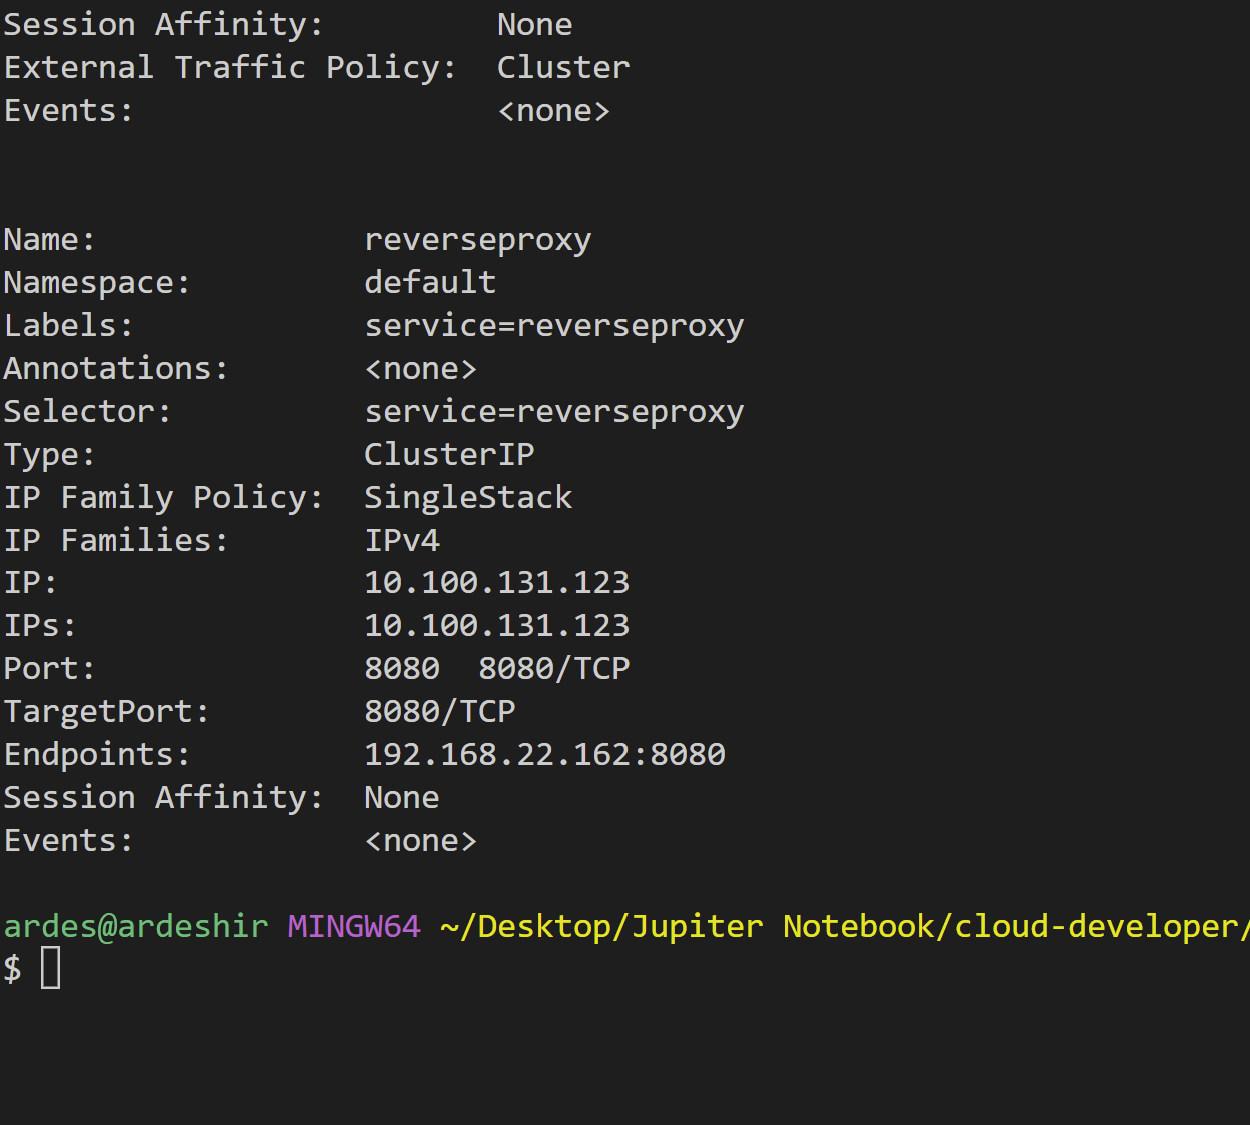 Session Affinity:         None
External Traffic Policy:  Cluster
Events:                   <none>
Name:              reverseproxy
Namespace:         default
Labels:            service=reverseproxy
Annotations:       <none>
Selector:          service=reverseproxy
Type:              ClusterIP
IP Family Policy:  SingleStack
IP Families:       IPv4
IP:                10.100.131.123
IPs:               10.100.131.123
Port:              8080  8080/TCP
TargetPort:        8080/TCP
Endpoints:         192.168.22.162:8080
Session Affinity:  None
Events:            <none>
ardes@ardeshir MINGW64 ~/Desktop/Jupiter Notebook/cloud-developer/
$